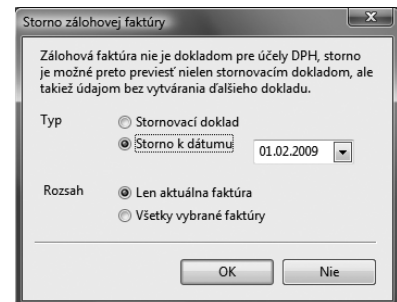 Storno zálohovej faktúry
Zálohová faktúra nie je dokladom pre účely DPH, storno
je možné preto previesť nielen stornovacím dokladom, ale
takiež údajom bez vytvárania ďalšieho dokladu.
Typ Stornovací doklad
Storno k dátumu 01.02.2009
Rozsah Len aktuálna faktúra
Všetky vybrané faktúry
OK Nie